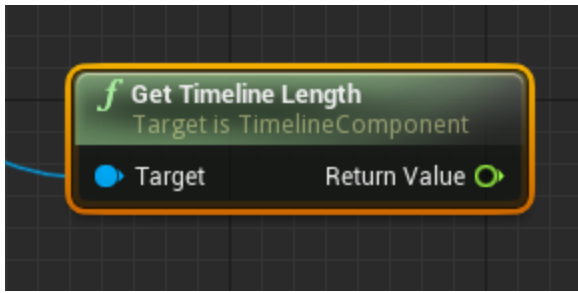 f Get Timeline Length
Target is TimelineComponent
Target Return Value